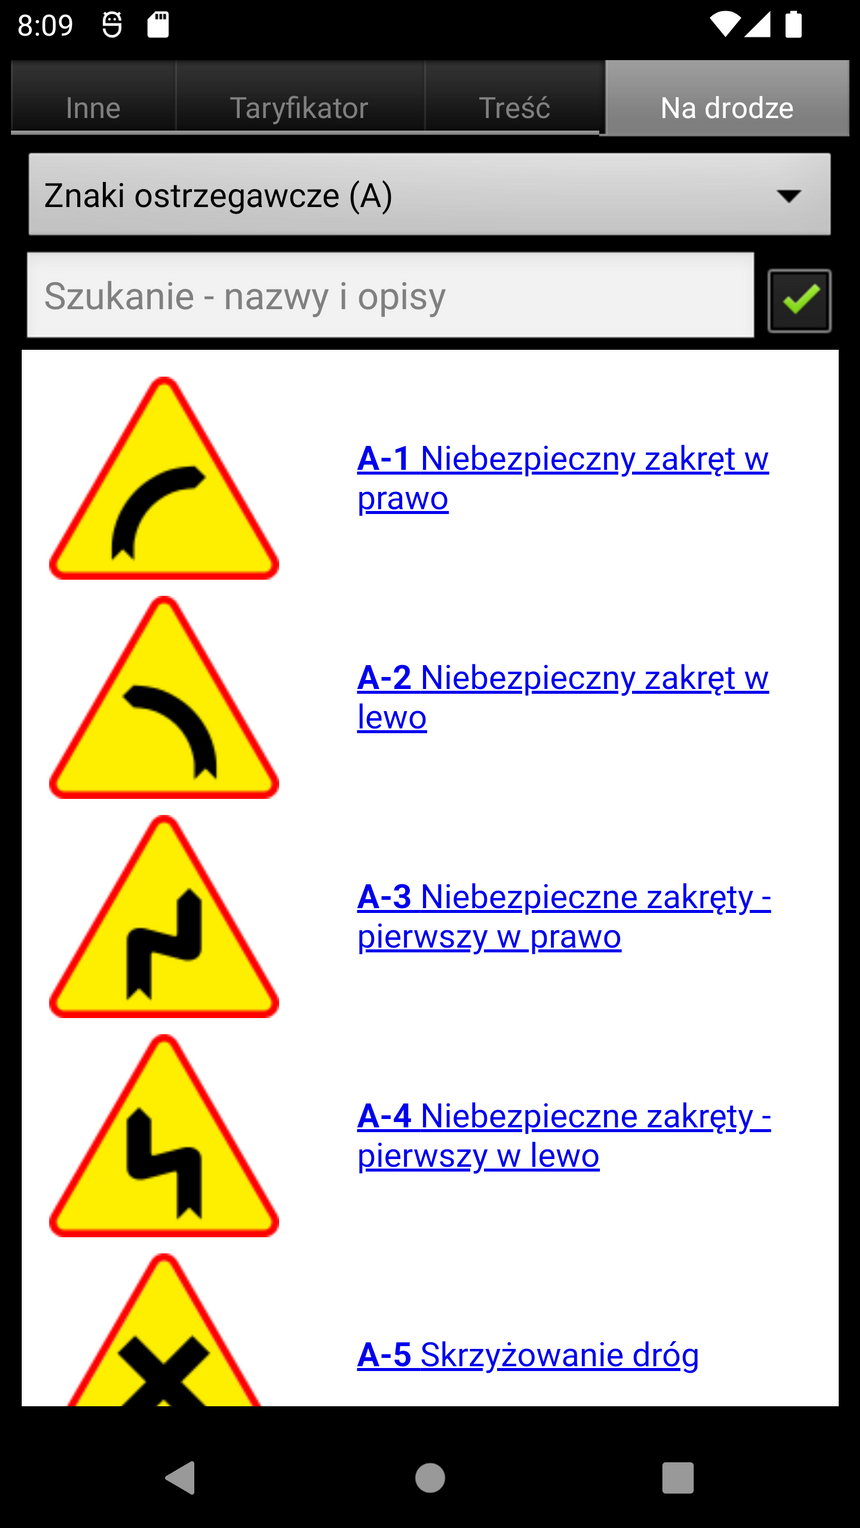 8:09
Inne
Taryfikator
Treść
Na drodze
Znaki ostrzegawcze (A)
Szukanie - nazwy i opisy
A-1 Niebezpieczny zakręt w
prawo
A-2 Niebezpieczny zakręt w
lewo
A-3 Niebezpieczne zakręty -
pierwszy w prawo
A-4 Niebezpieczne zakręty -
pierwszy w lewo
A-5 Skrzyżowanie dróg